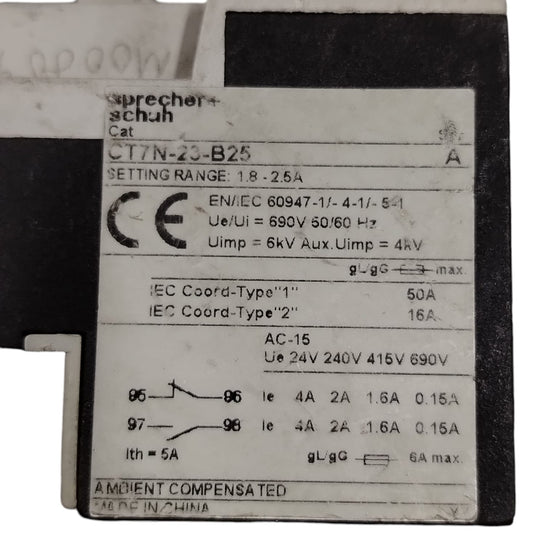 sprecher+
schuh
Cat
CT7N-23-B25 A
SETTING RANGE: 1.8 - 2.5A
CE
EN/IEC 60947-1/- 4-1/- 5-1
Ue/Ui = 690V 50/60 Hz
Uimp = 6kV Aux.Uimp = 4kV
gL/gG max.
IEC Coord-Type"1" 50A
IEC Coord-Type"2" 16A
AC-15
Ue 24V 240V 415V 690V
95 96 Ie 4A 2A 1.6A 0.15A
97 98 Ie 4A 2A 1.6A 0.15A
Ith = 5A gL/gG 6A max.
AMBIENT COMPENSATED
MADE IN CHINA